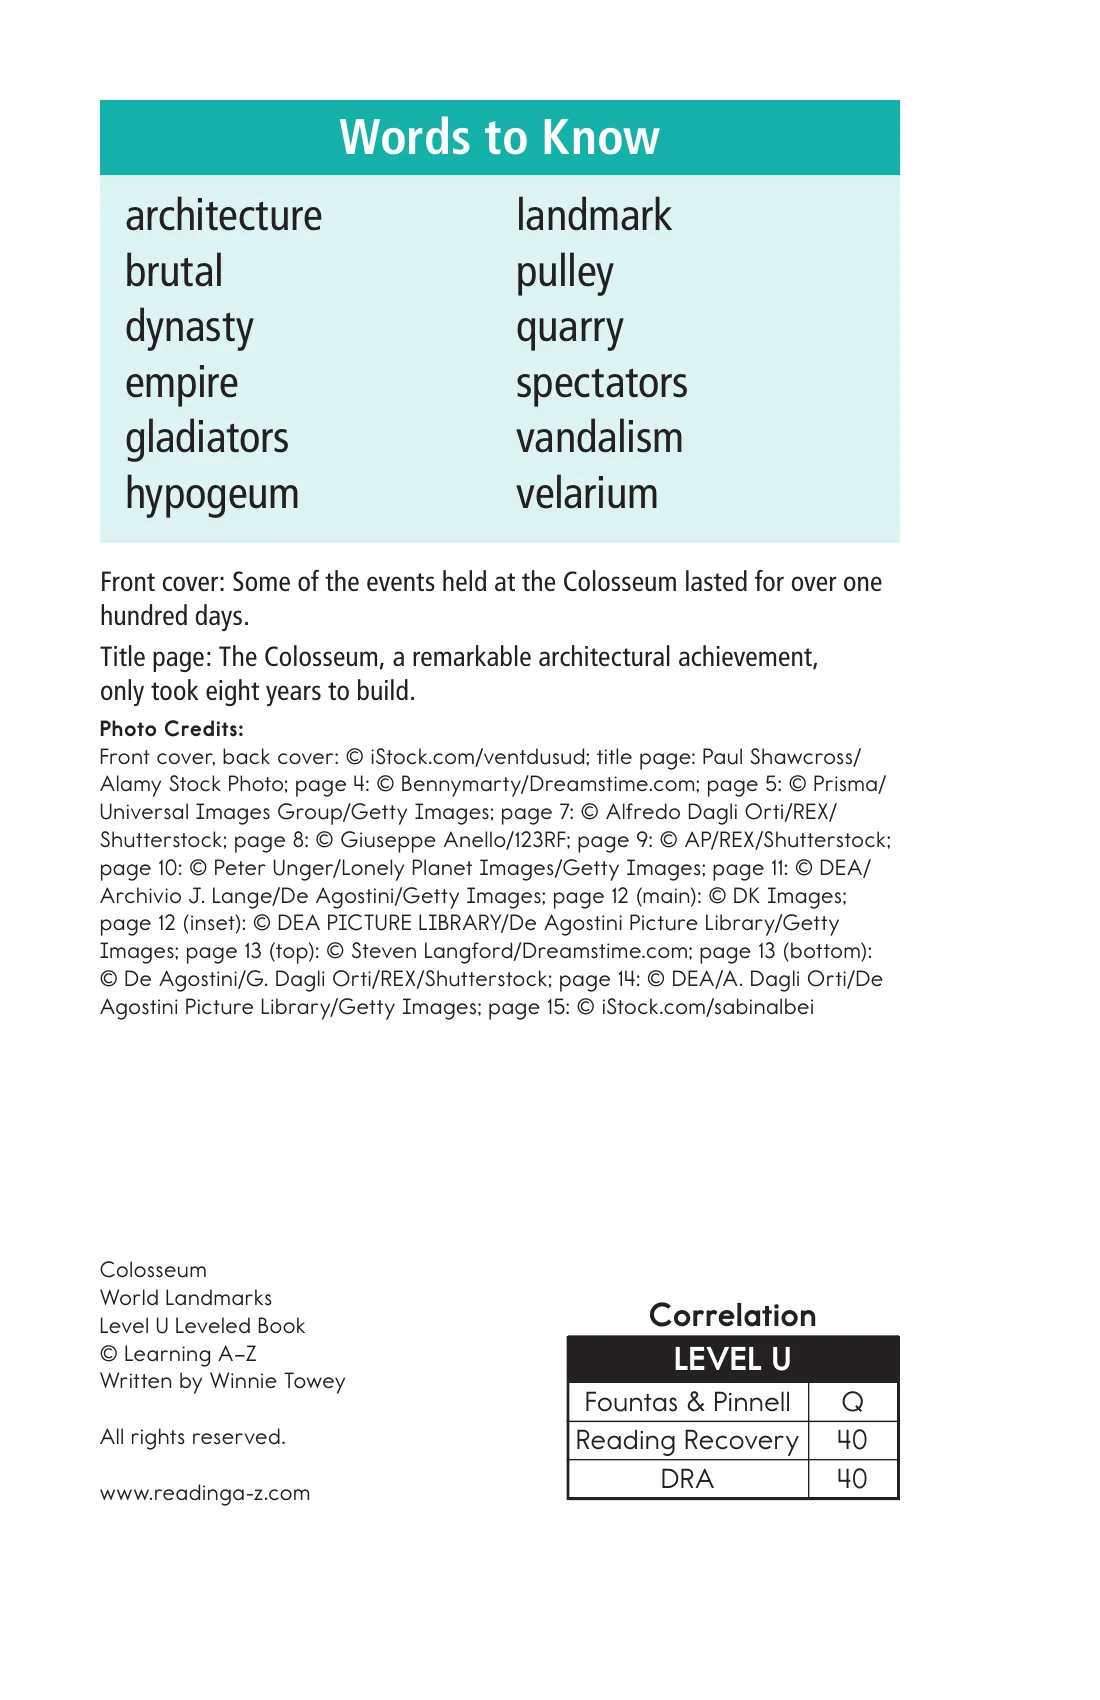 Words to Know
architecture
brutal
dynasty
empire
gladiators
hypogeum
landmark
pulley
quarry
spectators
vandalism
velarium
Front cover: Some of the events held at the Colosseum lasted for over one
hundred days.
Title page: The Colosseum, a remarkable architectural achievement,
only took eight years to build.
Photo Credits:
Front cover, back cover: © iStock.com/ventdusud; title page: Paul Shawcross/
Alamy Stock Photo; page 4: © Bennymarty/Dreamstime.com; page 5: © Prisma/
Universal Images Group/Getty Images; page 7: © Alfredo Dagli Orti/REX/
Shutterstock; page 8: © Giuseppe Anello/123RF; page 9: © AP/REX/Shutterstock;
page 10: © Peter Unger/Lonely Planet Images/Getty Images; page 11: © DEA/
Archivio J. Lange/De Agostini/Getty Images; page 12 (main): © DK Images;
page 12 (inset): © DEA PICTURE LIBRARY/De Agostini Picture Library/Getty
Images; page 13 (top): © Steven Langford/Dreamstime.com; page 13 (bottom):
© De Agostini/G. Dagli Orti/REX/Shutterstock; page 14: © DEA/A. Dagli Orti/De
Agostini Picture Library/Getty Images; page 15: © iStock.com/sabinalbei
Colosseum
World Landmarks
Level U Leveled Book
© Learning A–Z
Written by Winnie Towey
All rights reserved.
www.readinga-z.com
Correlation
LEVEL U
Fountas & Pinnell Q
Reading Recovery 40
DRA 40